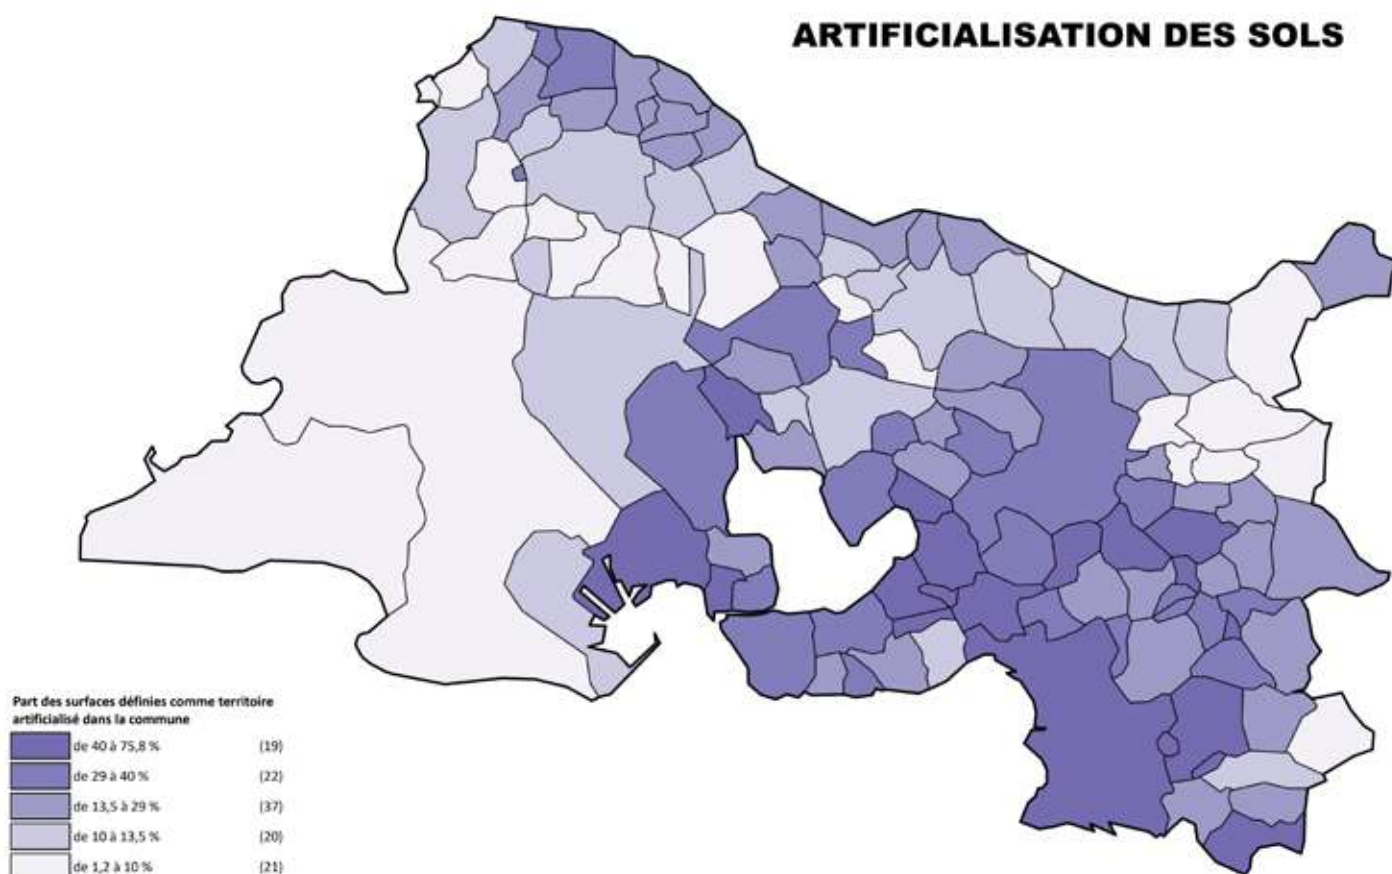 ARTIFICIALISATION DES SOLS
Part des surfaces définies comme territoire
artificialisé dans la commune
de 40 à 75,8 % (19)
de 29 à 40 % (22)
de 13,5 à 29 % (37)
de 10 à 13,5 % (20)
de 1,2 à 10 % (21)